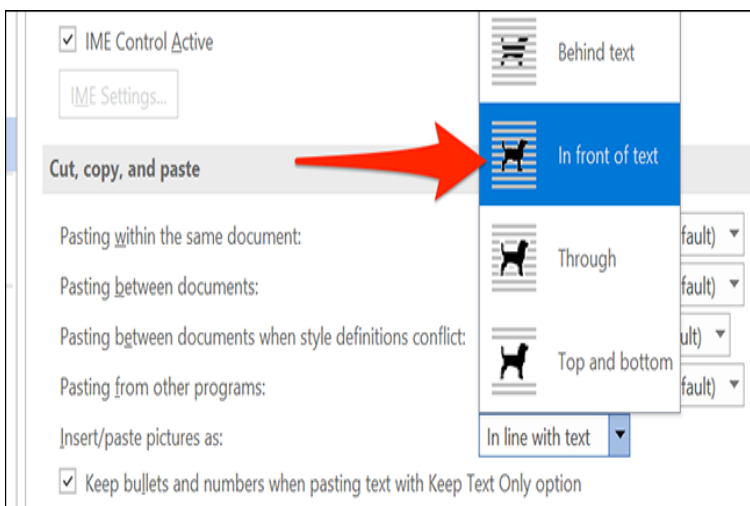 IME Control Active
IME Settings...
Behind text
In front of text
Cut, copy, and paste
Through
Top and bottom
Pasting within the same document:
fault)
Pasting between documents:
fault)
Pasting between documents when style definitions conflict:
ult)
Pasting from other programs:
fault)
Insert/paste pictures as:
In line with text
Keep bullets and numbers when pasting text with Keep Text Only option